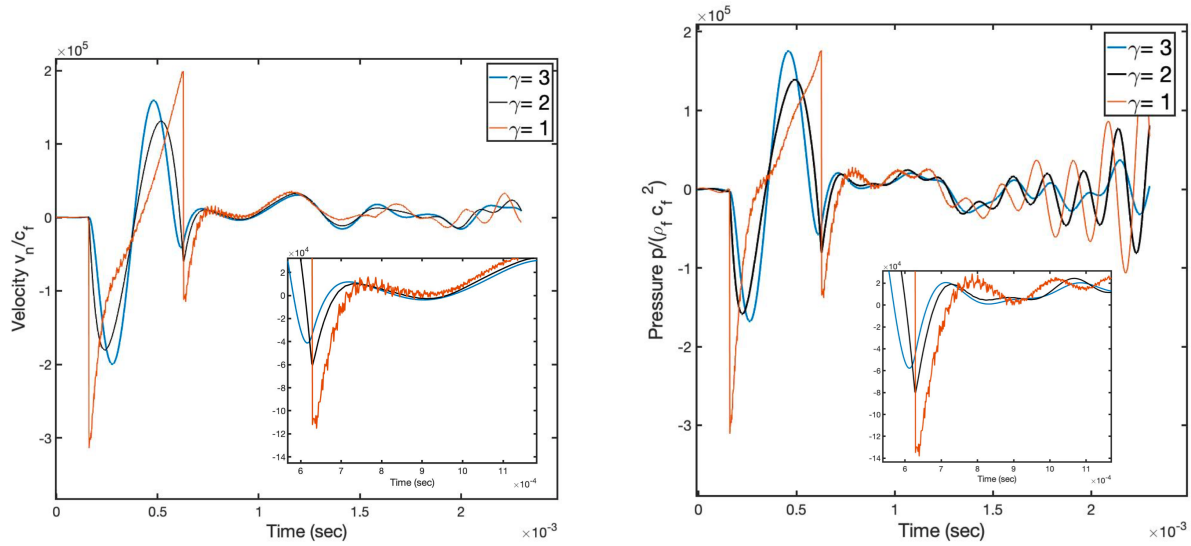 ×10⁵
2
1
0
-1
-2
-3
Velocity vₙ/c_f
γ= 3
γ= 2
γ= 1
×10⁴
2
0
-2
-4
-6
-8
-10
-12
-14
6 7 8 9 10 11
Time (sec)
×10⁻⁴
0 0.5 1 1.5 2
Time (sec)
×10⁻³
×10⁵
2
1
0
-1
-2
-3
Pressure p/(ρ_f c_f ²)
γ= 3
γ= 2
γ= 1
×10⁴
2
0
-2
-4
-6
-8
-10
-12
-14
6 7 8 9 10 11
Time (sec)
×10⁻⁴
0 0.5 1 1.5 2
Time (sec)
×10⁻³